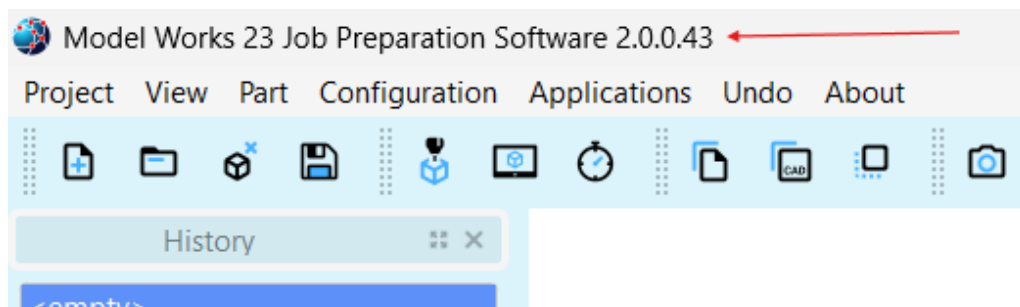 Model Works 23 Job Preparation Software 2.0.0.43
Project View Part Configuration Applications Undo About
CAD
History
<empty>